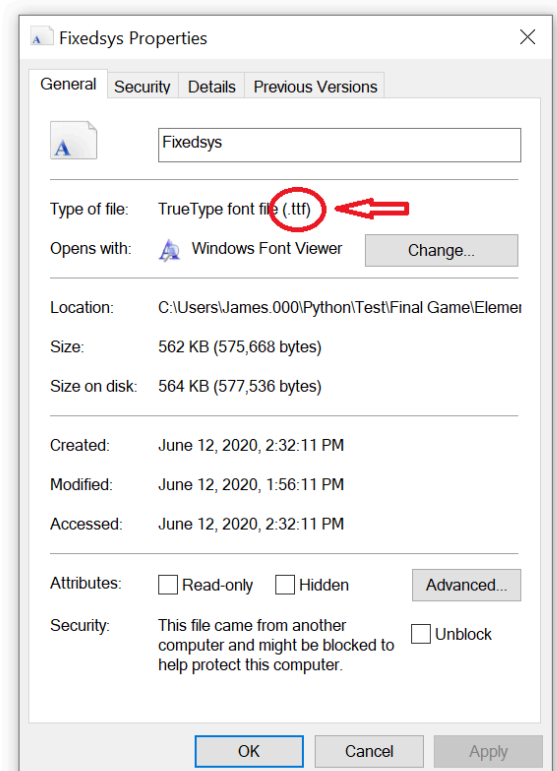 Fixedsys Properties
General Security Details Previous Versions
Fixedsys
Type of file: TrueType font file (.ttf)
Opens with: Windows Font Viewer Change...
Location: C:\Users\James.000\Python\Test\Final Game\Elemer
Size: 562 KB (575,668 bytes)
Size on disk: 564 KB (577,536 bytes)
Created: June 12, 2020, 2:32:11 PM
Modified: June 12, 2020, 1:56:11 PM
Accessed: June 12, 2020, 2:32:11 PM
Attributes: Read-only Hidden Advanced...
Security: This file came from another
computer and might be blocked to
help protect this computer.
Unblock
OK Cancel Apply